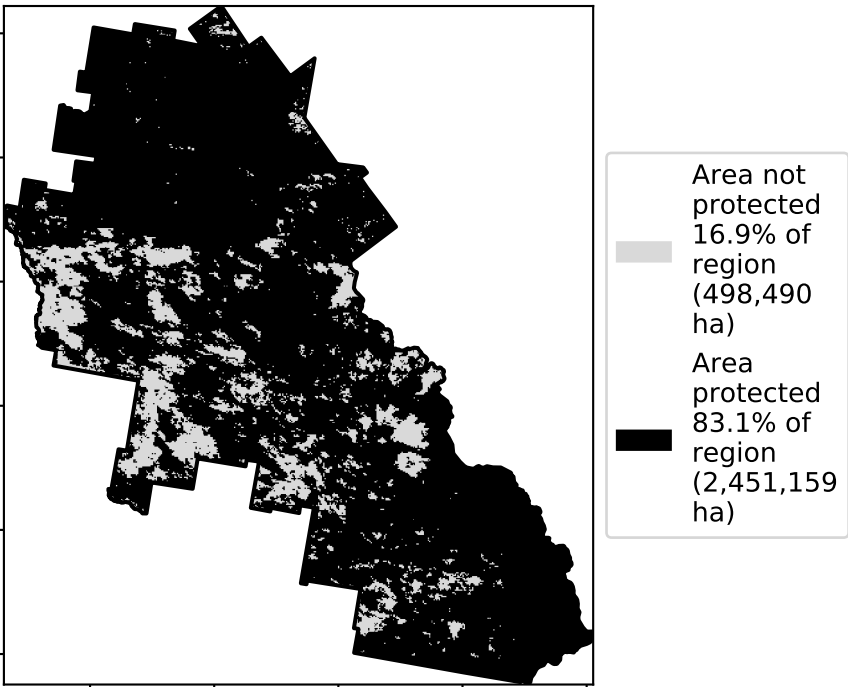 Area not
protected
16.9% of
region
(498,490
ha)
Area
protected
83.1% of
region
(2,451,159
ha)